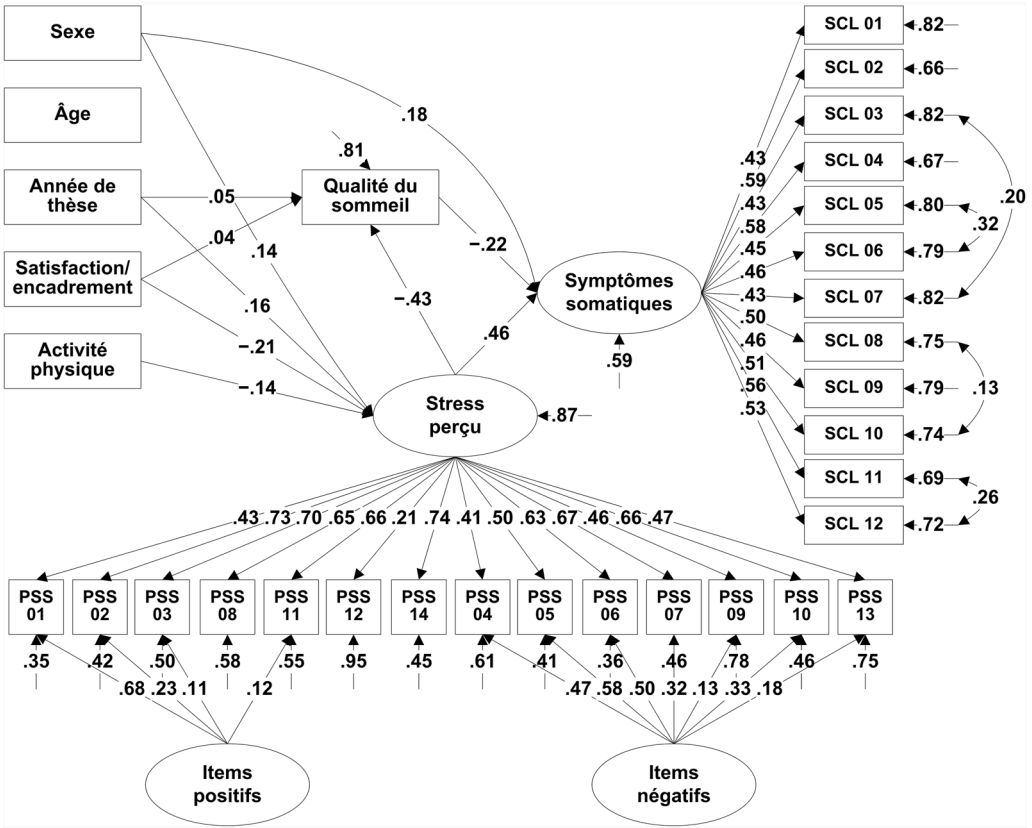 Sexe
Âge
Année de
thèse
Satisfaction/
encadrement
Activité
physique
.18
.81
Qualité du
sommeil
.05
.04
.14
.16
−.21
−.14
−.43
−.22
.46
Symptômes
somatiques
.59
Stress
perçu
.87
.43
.59
.43
.58
.45
.46
.43
.50
.46
.51
.56
.53
SCL 01
.82
SCL 02
.66
SCL 03
.82
SCL 04
.67
SCL 05
.80
SCL 06
.79
SCL 07
.82
SCL 08
.75
SCL 09
.79
SCL 10
.74
SCL 11
.69
SCL 12
.72
.20
.32
.13
.26
.43 .73 .70 .65 .66 .21 .74 .41 .50 .63 .67 .46 .66 .47
PSS
01
PSS
02
PSS
03
PSS
08
PSS
11
PSS
12
PSS
14
PSS
04
PSS
05
PSS
06
PSS
07
PSS
09
PSS
10
PSS
13
.35 .42 .50 .58 .55 .95 .45 .61 .41 .36 .46 .78 .46 .75
.68 .23 .11 .12
.47 .58 .50 .32 .13 .33 .18
Items
positifs
Items
négatifs